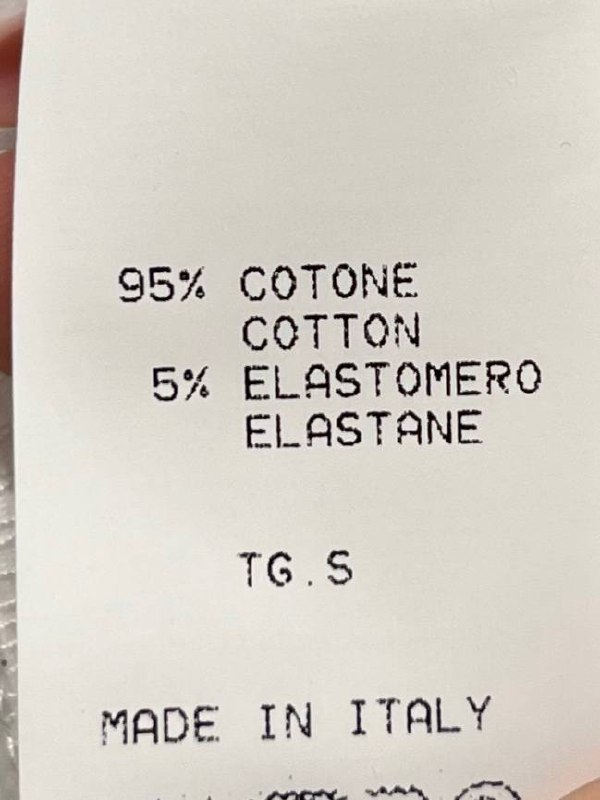 95% COTONE
COTTON
5% ELASTOMERO
ELASTANE
TG.S
MADE IN ITALY